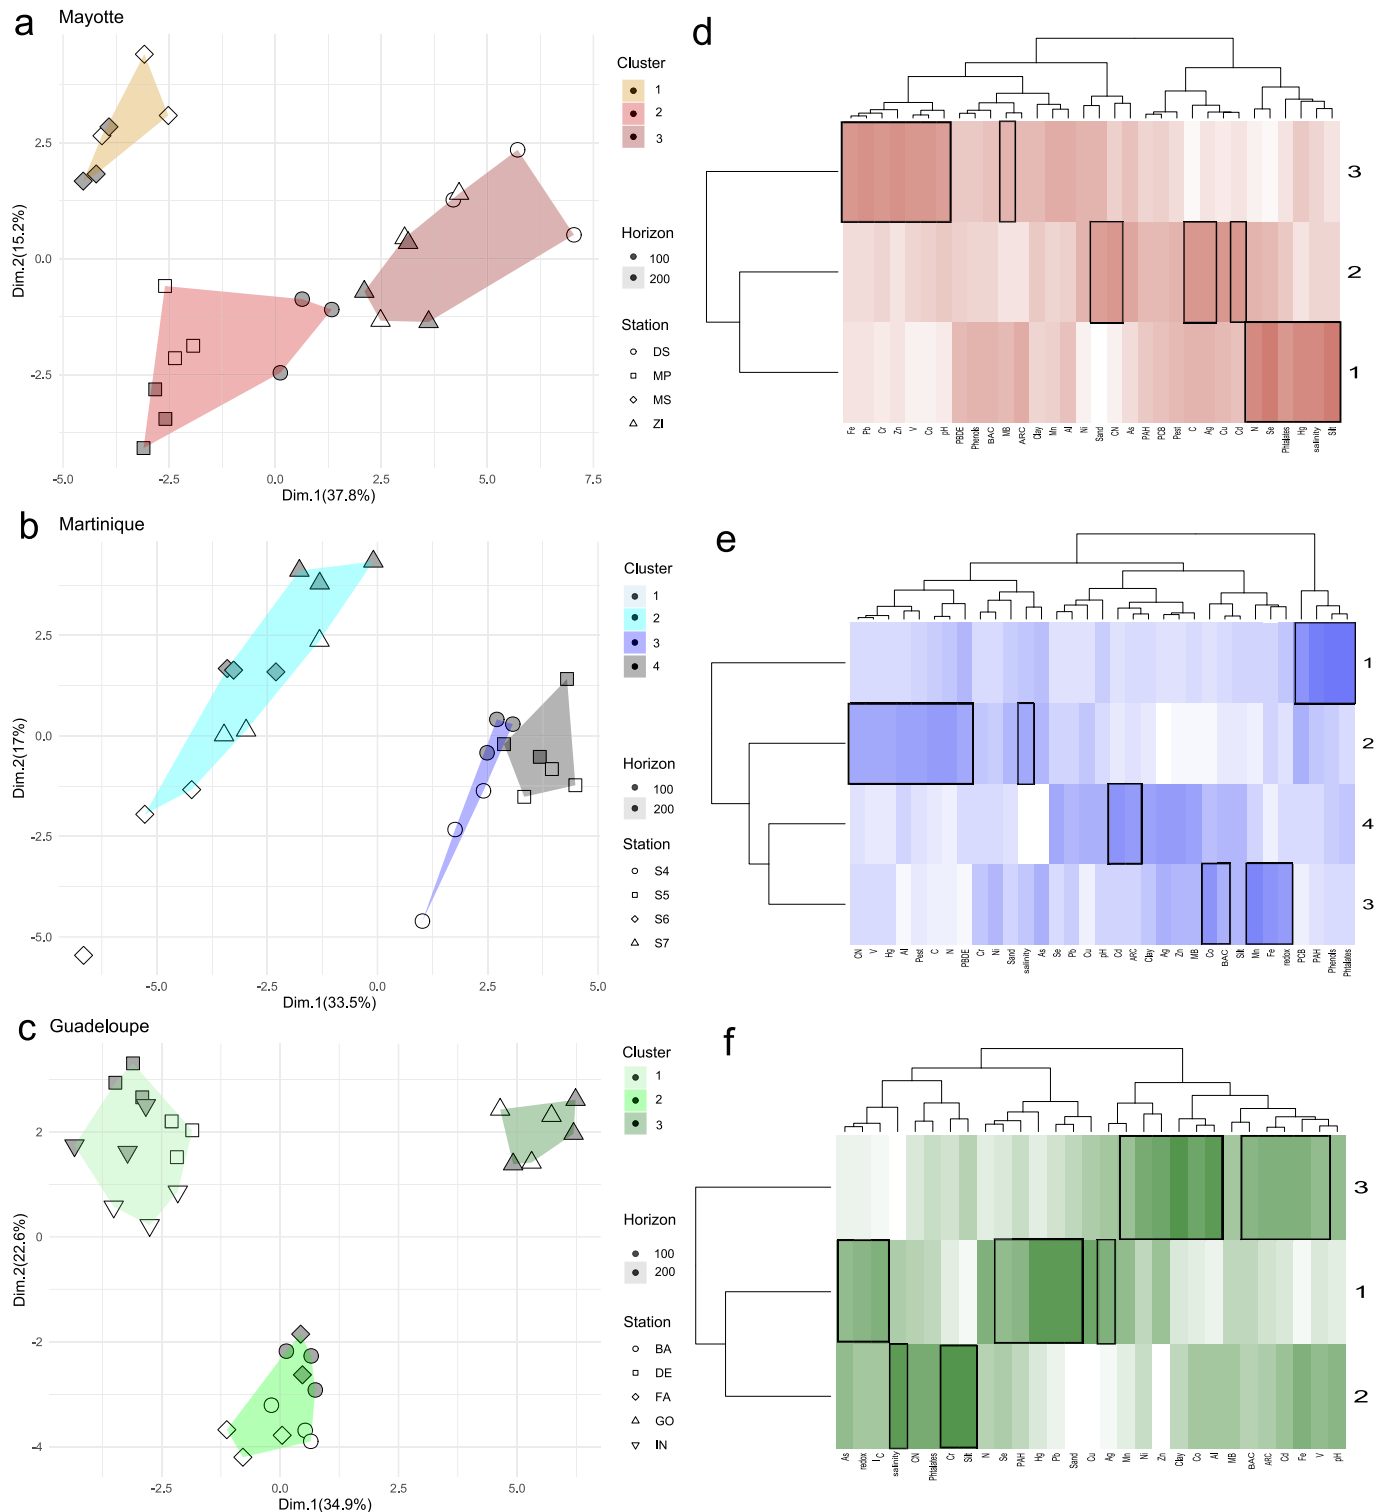 a Mayotte
2.5
0.0
-2.5
-5.0
-2.5
0.0
2.5
5.0
7.5
Dim.1(37.8%)
Dim.2(15.2%)
Cluster
1
2
3
Horizon
100
200
Station
DS
MP
MS
ZI
d
3
2
1
Fe Pb Cr Zn V Co pH PBDE Phenols BAC MB ARC Clay Mn Al Ni Sand CN As PAH PCB Pest C Ag Cu Cd N Se Phtalates Hg salinity Silt
b Martinique
2.5
0.0
-2.5
-5.0
-5.0
-2.5
0.0
2.5
5.0
Dim.1(33.5%)
Dim.2(17%)
Cluster
1
2
3
4
Horizon
100
200
Station
S4
S5
S6
S7
e
1
2
4
3
CN V Hg Al Pest C N PBDE Cr Ni Sand salinity As Se Pb Cu pH Cd ARC Clay Ag Zn MB Co BAC Silt Mn Fe redox PCB PAH Phenols Phtalates
c Guadeloupe
2
0
-2
-4
-2.5
0.0
2.5
5.0
Dim.1(34.9%)
Dim.2(22.6%)
Cluster
1
2
3
Horizon
100
200
Station
BA
DE
FA
GO
IN
f
3
1
2
As redox C salinity CN Phtalates Cr Silt N Se PAH Hg Pb Sand Cu Ag Mn Ni Zn Clay Co Al MB BAC ARC Cd Fe V pH